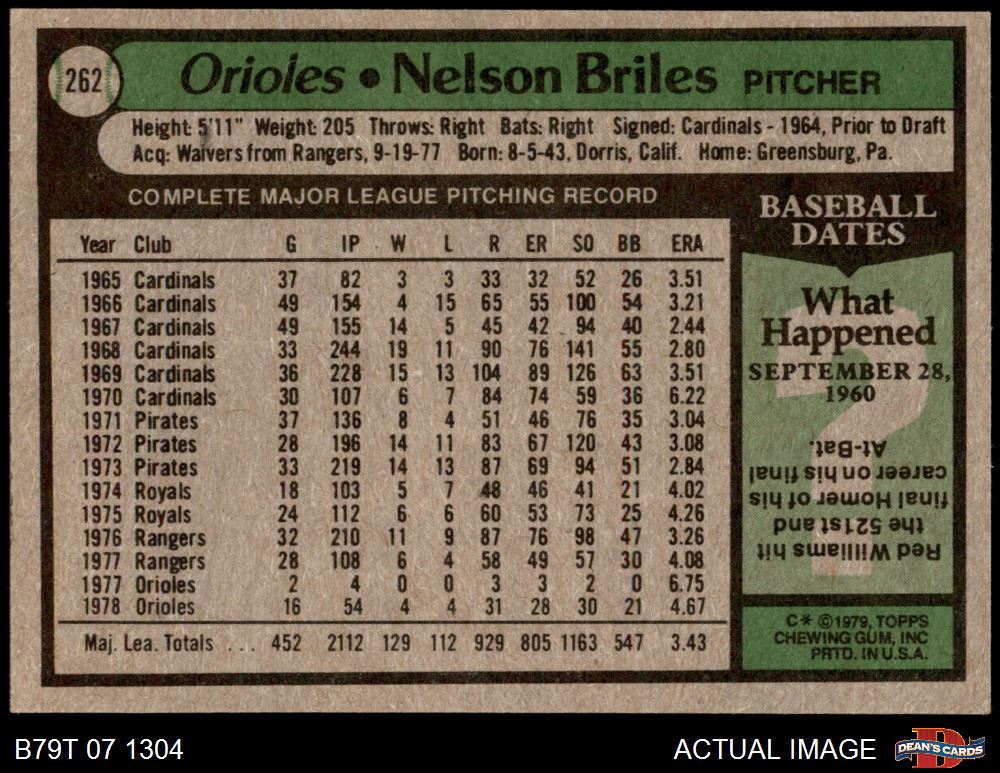 262
Orioles • Nelson Briles PITCHER
Height: 5'11" Weight: 205 Throws: Right Bats: Right Signed: Cardinals - 1964, Prior to Draft
Acq: Waivers from Rangers, 9-19-77 Born: 8-5-43, Dorris, Calif. Home: Greensburg, Pa.
COMPLETE MAJOR LEAGUE PITCHING RECORD
Year Club G IP W L R ER SO BB ERA
1965 Cardinals 37 82 3 3 33 32 52 26 3.51
1966 Cardinals 49 154 4 15 65 55 100 54 3.21
1967 Cardinals 49 155 14 5 45 42 94 40 2.44
1968 Cardinals 33 244 19 11 90 76 141 55 2.80
1969 Cardinals 36 228 15 13 104 89 126 63 3.51
1970 Cardinals 30 107 6 7 84 74 59 36 6.22
1971 Pirates 37 136 8 4 51 46 76 35 3.04
1972 Pirates 28 196 14 11 83 67 120 43 3.08
1973 Pirates 33 219 14 13 87 69 94 51 2.84
1974 Royals 18 103 5 7 48 46 41 21 4.02
1975 Royals 24 112 6 6 60 53 73 25 4.26
1976 Rangers 32 210 11 9 87 76 98 47 3.26
1977 Rangers 28 108 6 4 58 49 57 30 4.08
1977 Orioles 2 4 0 0 3 3 2 0 6.75
1978 Orioles 16 54 4 4 31 28 30 21 4.67
Maj. Lea. Totals . . . 452 2112 129 112 929 805 1163 547 3.43
BASEBALL
DATES
What
Happened
SEPTEMBER 28,
1960
Red Williams hit
the 521st and
final Homer of his
career on his final
At-Bat.
C* ©1979, TOPPS
CHEWING GUM, INC
PRTD. IN U.S.A.
B79T 07 1304
ACTUAL IMAGE
D
DEAN'S CARDS